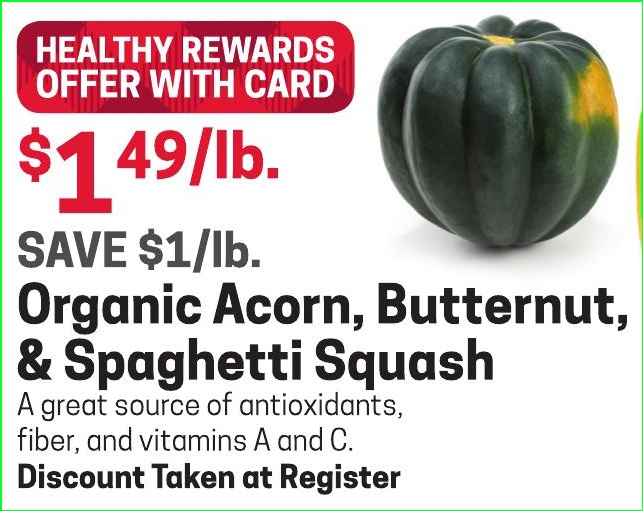 HEALTHY REWARDS
OFFER WITH CARD
$1 49/lb.
SAVE $1/lb.
Organic Acorn, Butternut,
& Spaghetti Squash
A great source of antioxidants,
fiber, and vitamins A and C.
Discount Taken at Register